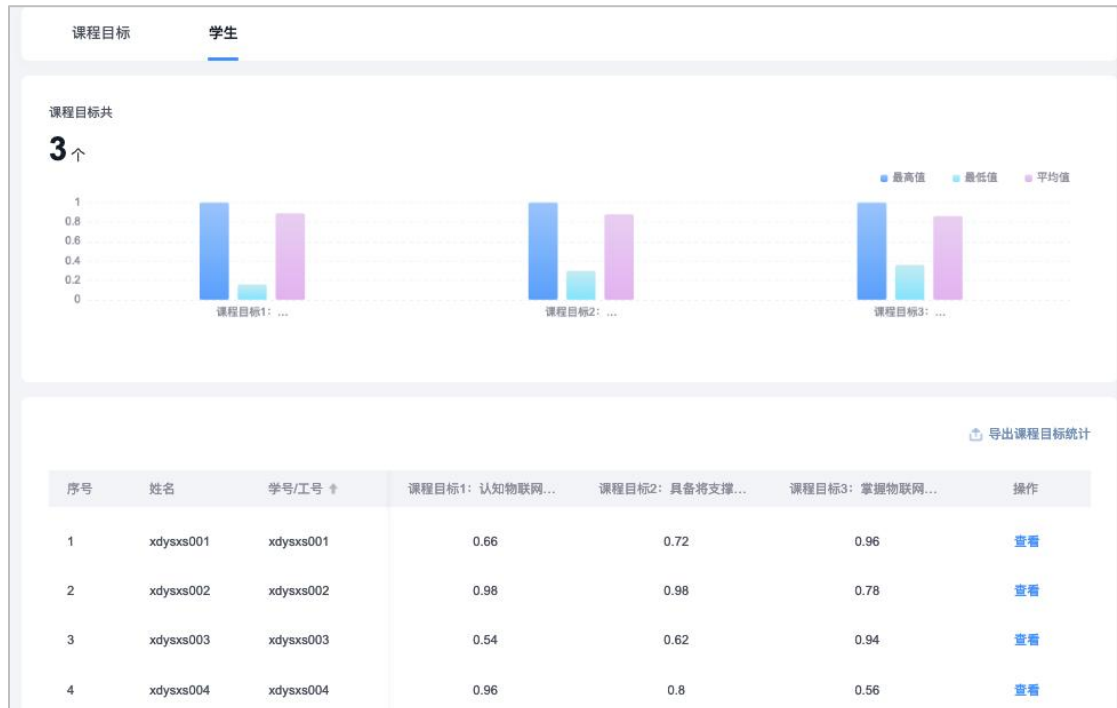 课程目标 学生
课程目标共
3 个
最高值 最低值 平均值
1
0.8
0.6
0.4
0.2
0
课程目标1：... 课程目标2：... 课程目标3：...
导出课程目标统计
序号 姓名 学号/工号 课程目标1：认知物联网... 课程目标2：具备将支撑... 课程目标3：掌握物联网... 操作
1 xdysxs001 xdysxs001 0.66 0.72 0.96 查看
2 xdysxs002 xdysxs002 0.98 0.98 0.78 查看
3 xdysxs003 xdysxs003 0.54 0.62 0.94 查看
4 xdysxs004 xdysxs004 0.96 0.8 0.56 查看